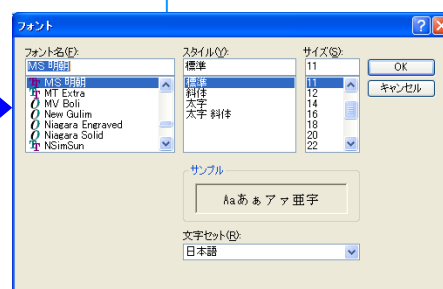 フォント
フォント名(F):
MS 明朝
MS 明朝
MT Extra
MV Boli
New Gulim
Niagara Engraved
Niagara Solid
NSimSun
スタイル(Y):
標準
標準
斜体
太字
太字 斜体
サイズ(S):
11
11
12
14
16
18
20
22
OK
キャンセル
サンプル
Aaあぁアァ亜宇
文字セット(R):
日本語